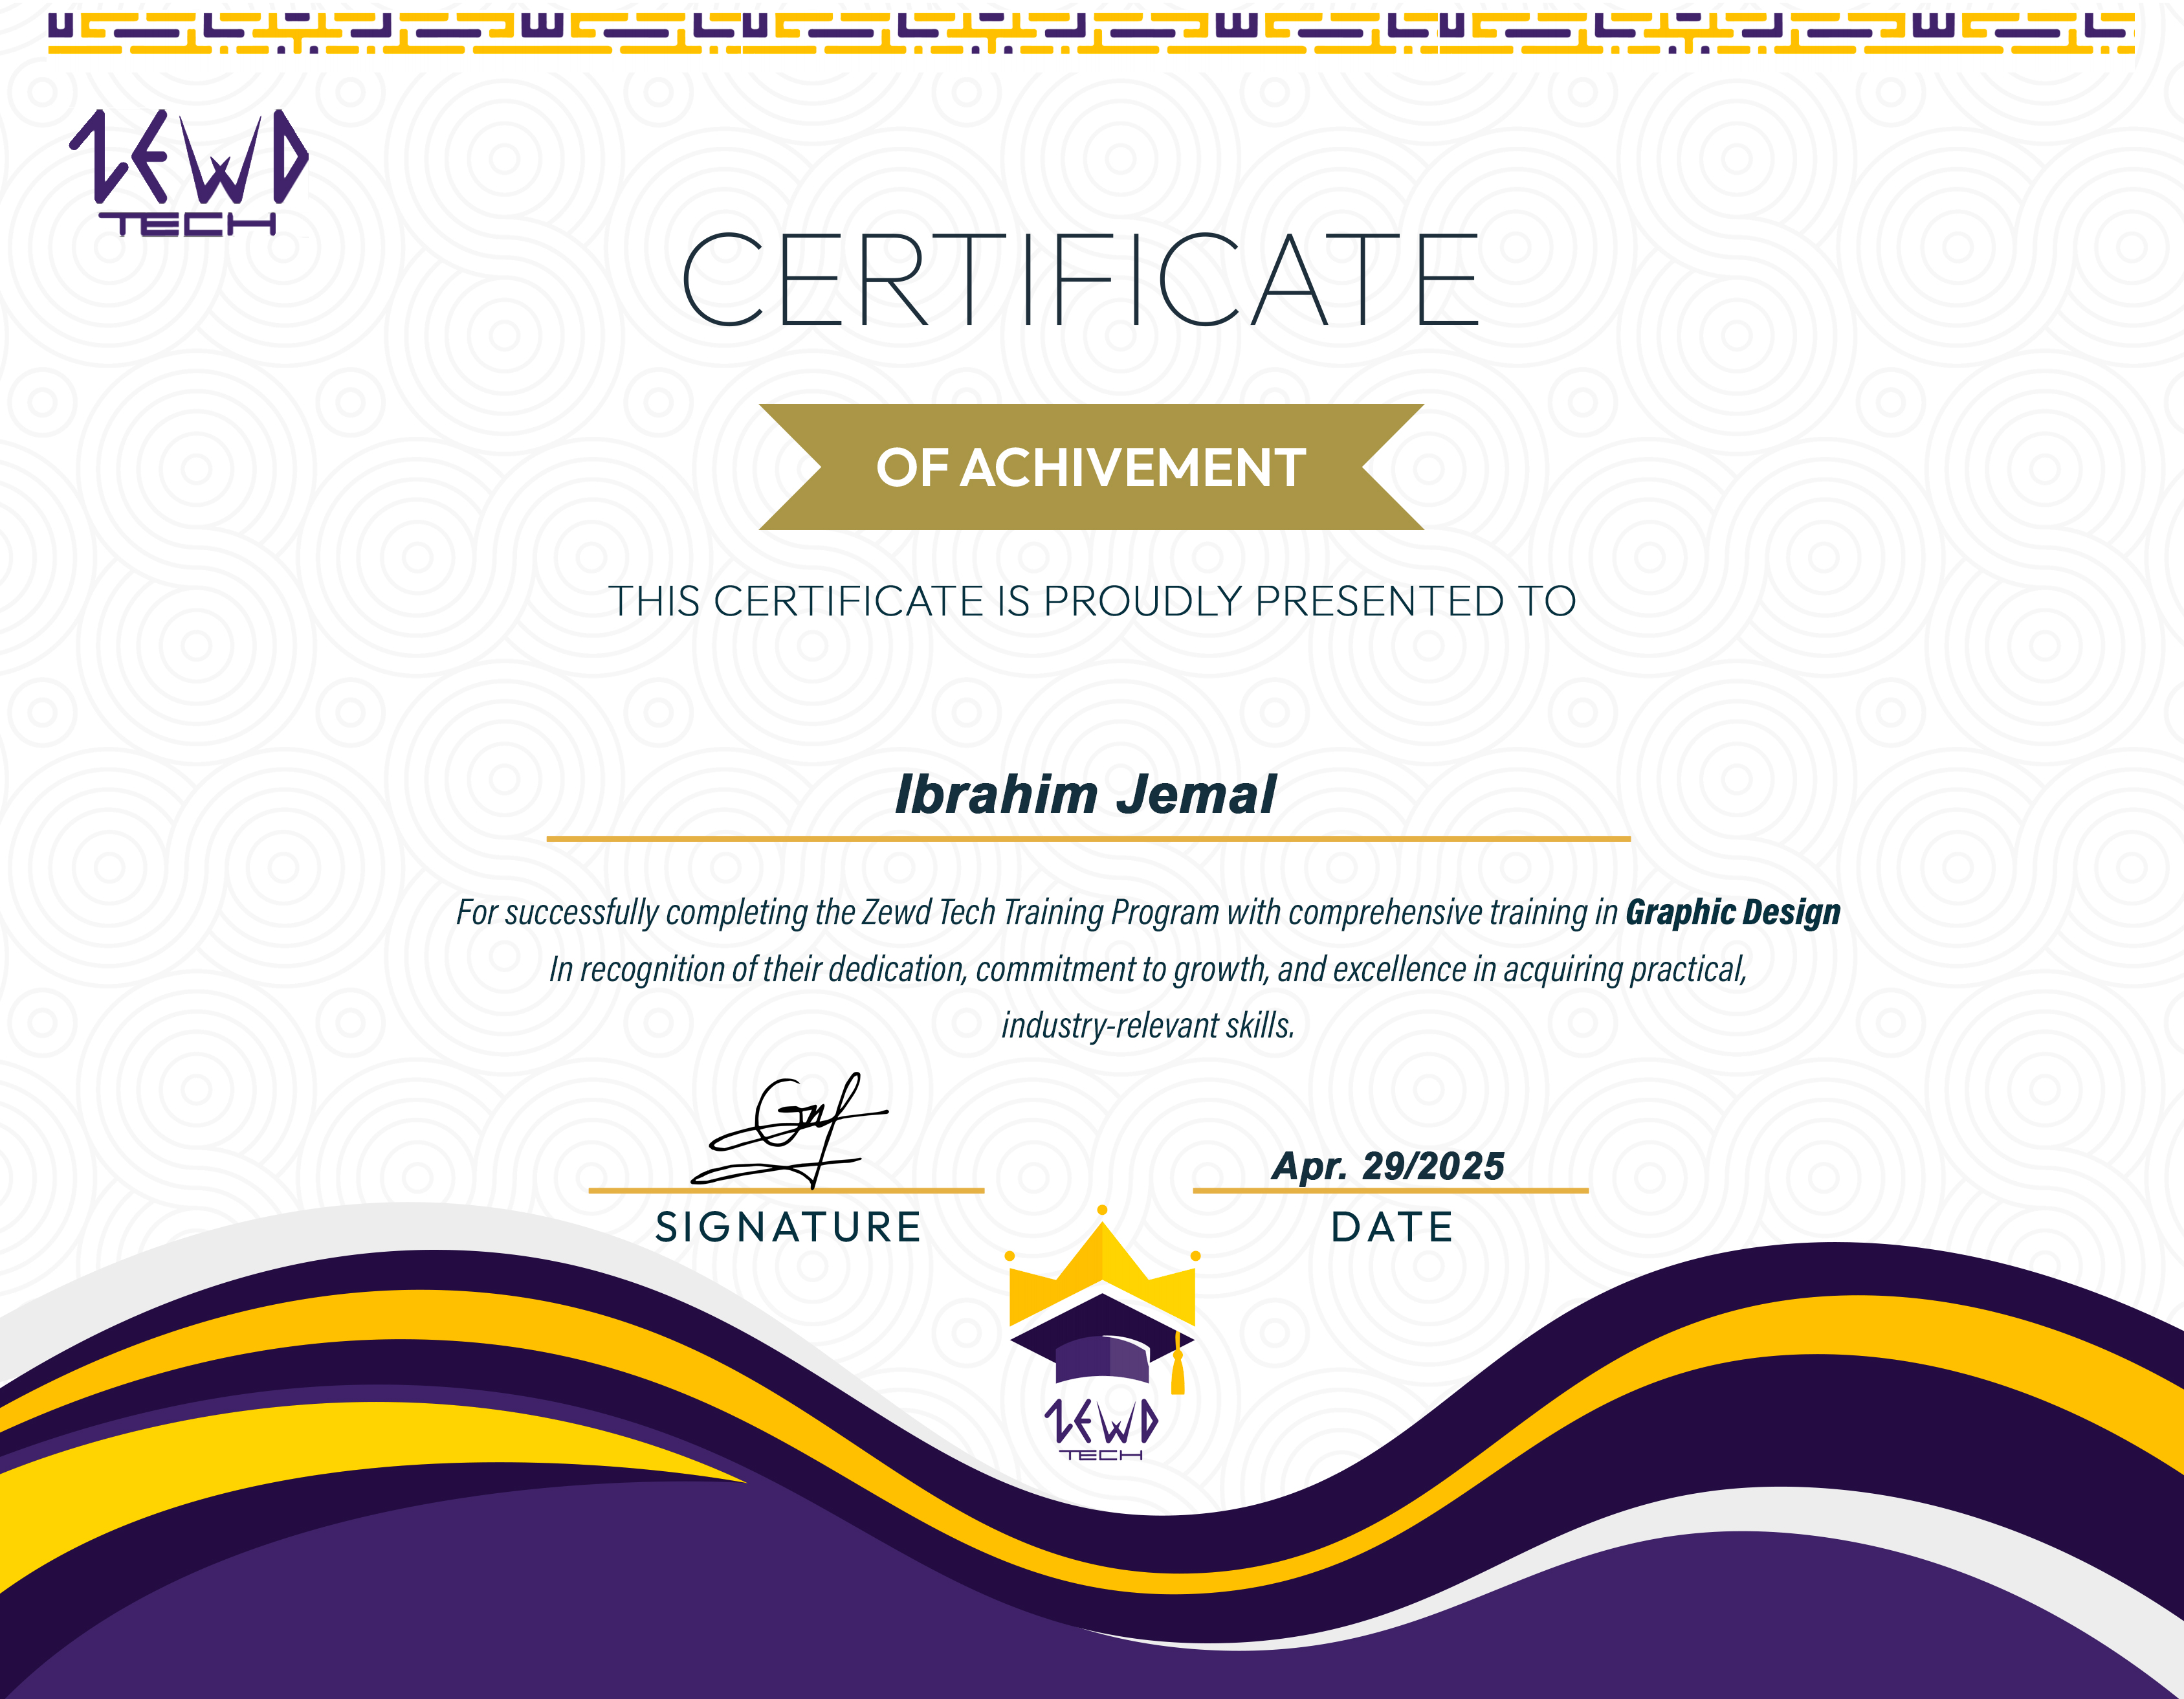 ZEWD
TECH
CERTIFICATE
OF ACHIVEMENT
THIS CERTIFICATE IS PROUDLY PRESENTED TO
Ibrahim Jemal
For successfully completing the Zewd Tech Training Program with comprehensive training in Graphic Design
In recognition of their dedication, commitment to growth, and excellence in acquiring practical,
industry-relevant skills.
Apr. 29/2025
SIGNATURE
DATE
ZEWD
TECH